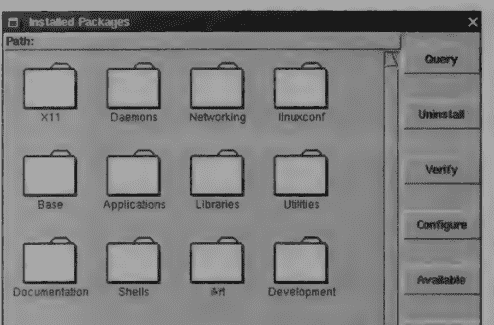 Installed Packages
Path:
X11 Daemons Networking linuxconf
Base Applications Libraries Utilities
Documentation Shells Art Development
Query
Uninstall
Verify
Configure
Available